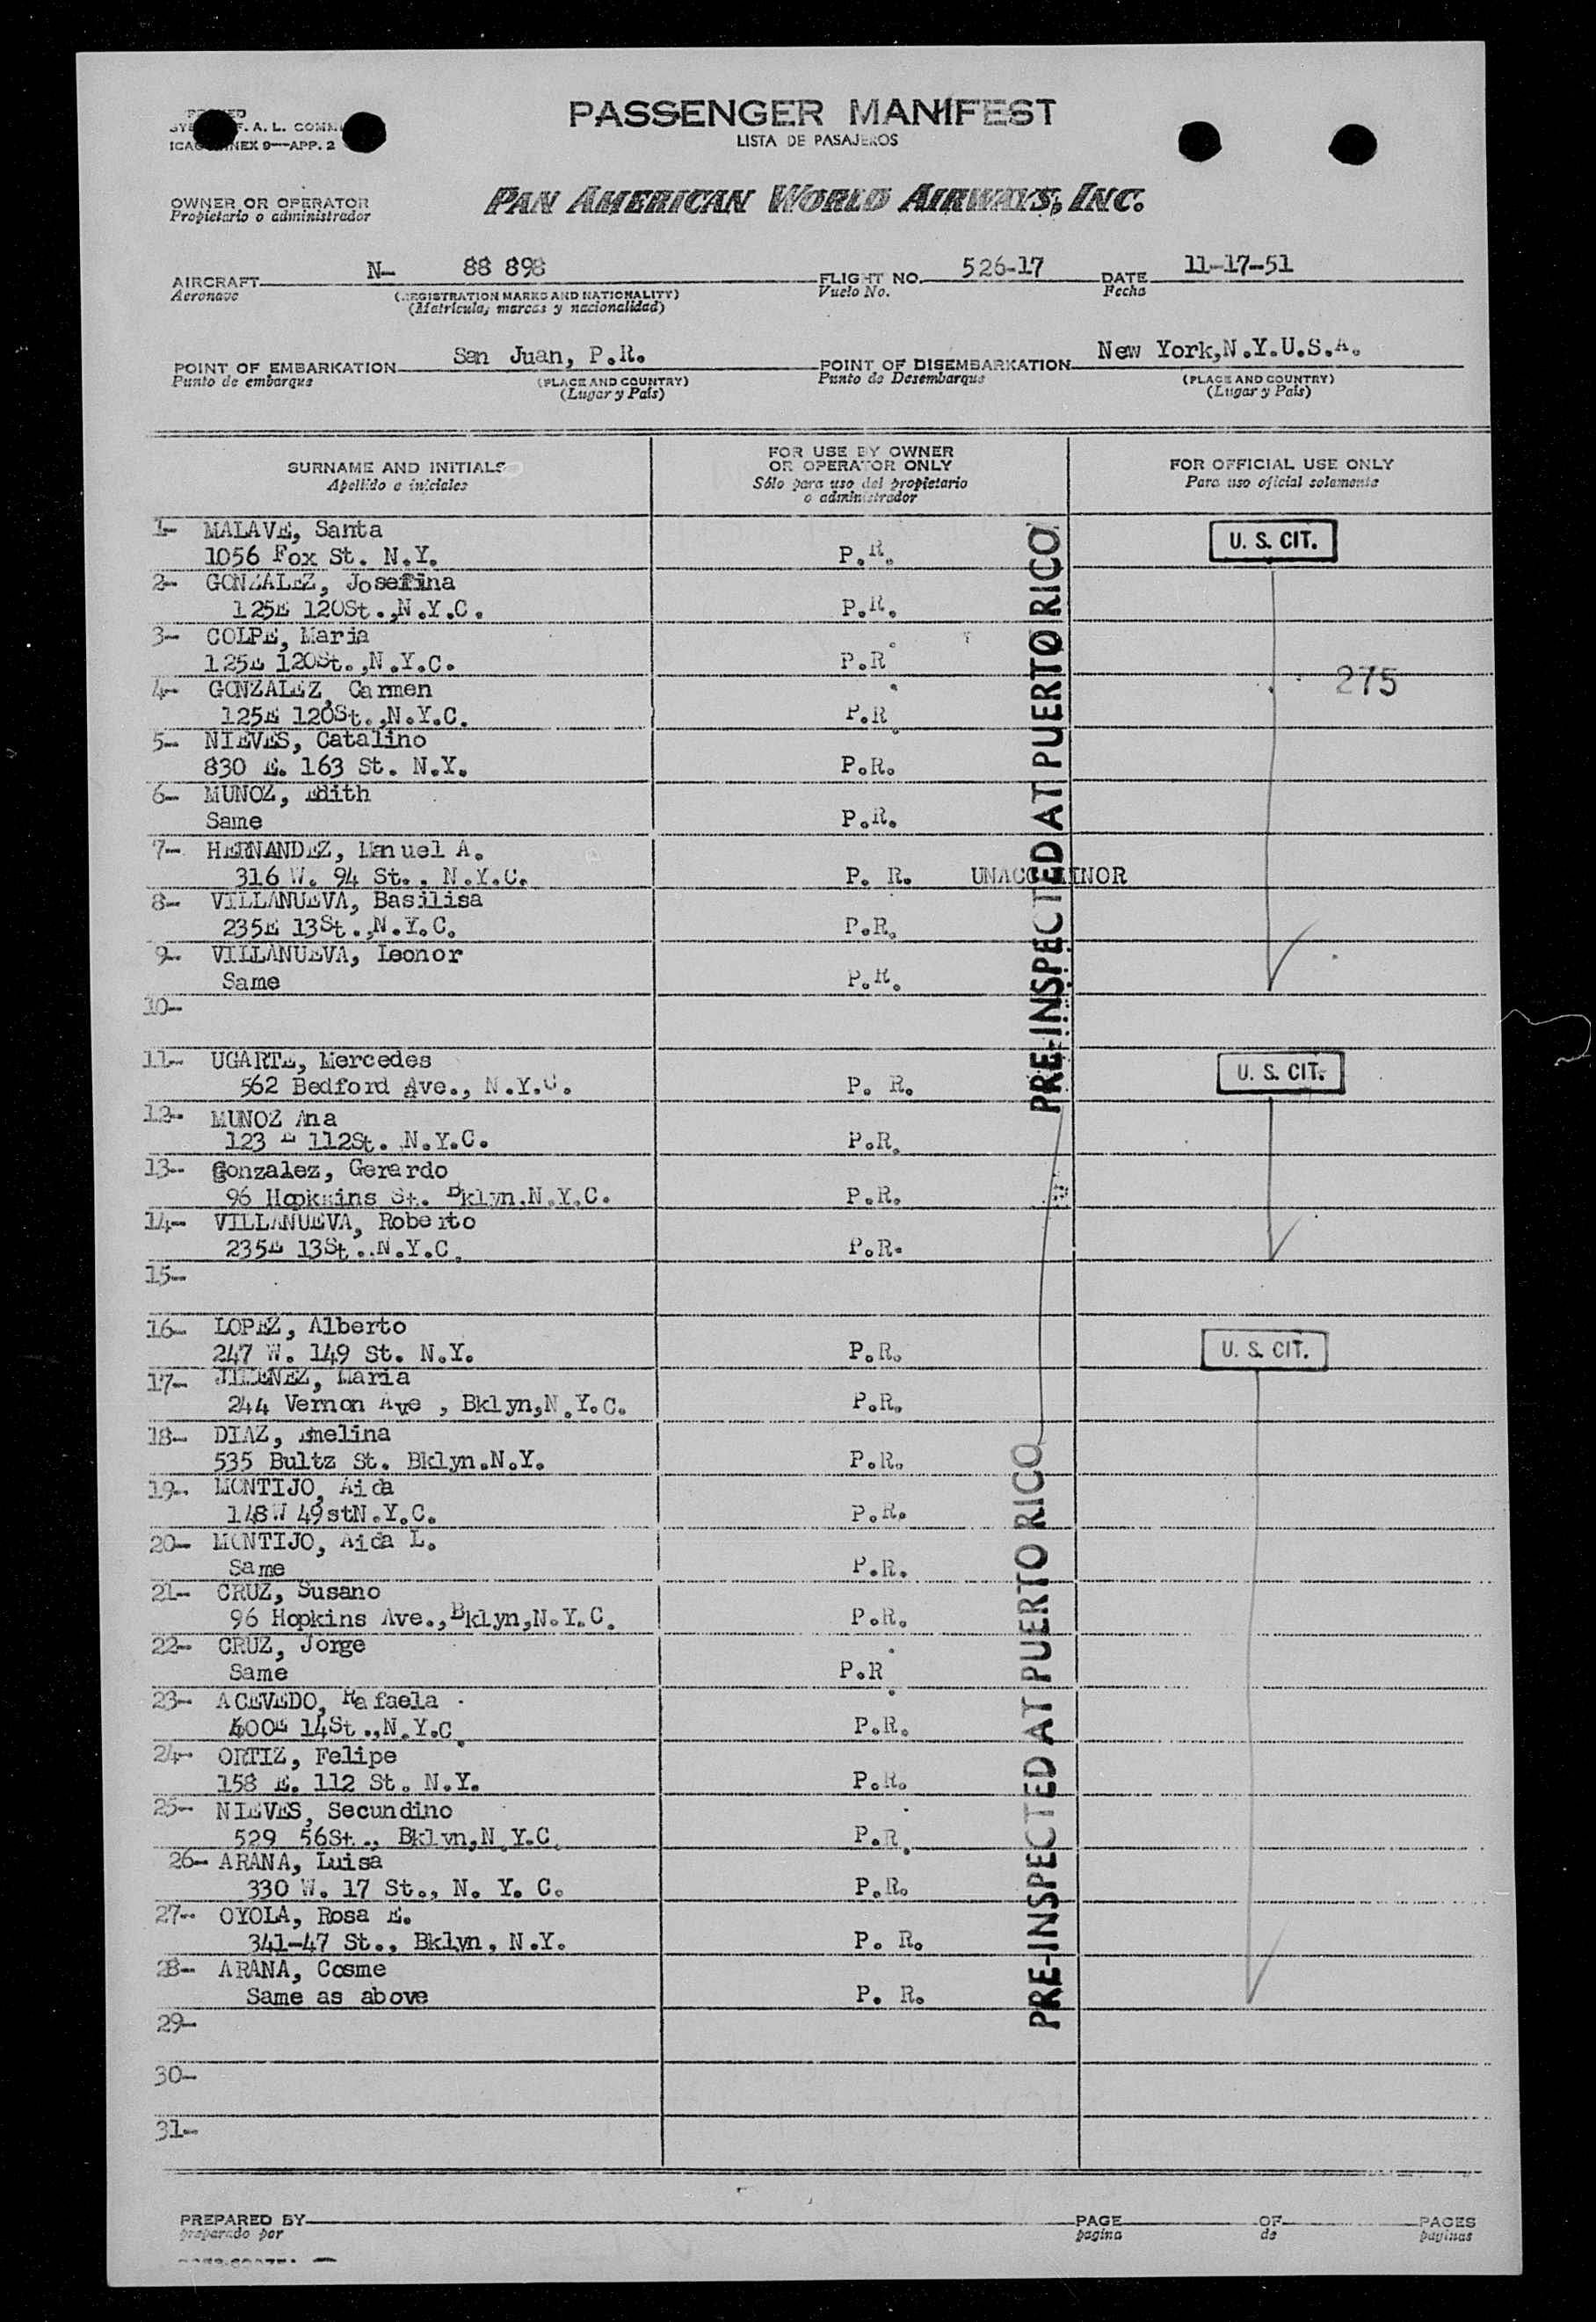 A. L. COMM.
ICAO ANNEX 9—APP. 2
PASSENGER MANIFEST
LISTA DE PASAJEROS
OWNER OR OPERATOR
Propietario o administrador
PAN AMERICAN WORLD AIRWAYS, INC.
AIRCRAFT N- 88 898 FLIGHT NO. 526-17 DATE 11-17-51
Aeronave (REGISTRATION MARKS AND NATIONALITY) Vuelo No. Fecha
(Matrícula, marcas y nacionalidad)
POINT OF EMBARKATION San Juan, P.R. POINT OF DISEMBARKATION New York,N.Y.U.S.A.
Punto de embarque (PLACE AND COUNTRY) Punto de Desembarque (PLACE AND COUNTRY)
(Lugar y País) (Lugar y País)
SURNAME AND INITIALS
Apellido e iniciales
FOR USE BY OWNER
OR OPERATOR ONLY
Sólo para uso del propietario
o administrador
FOR OFFICIAL USE ONLY
Para uso oficial solamente
1- MALAVE, Santa U. S. CIT.
1056 Fox St. N.Y. P.R.
2- GONZALEZ, Josefina
125E 120St.,N.Y.C. P.R.
3- COLPE, Maria
125E 120St.,N.Y.C. P.R
4- GONZALEZ, Carmen 275
125E 120St.,N.Y.C. P.R
5- NIEVES, Catalino
830 E. 163 St. N.Y. P.R.
6- MUNOZ, Edith
Same P.R.
7- HERNANDEZ, Manuel A.
316 W. 94 St., N.Y.C. P. R. UNACC MINOR
8- VILLANUEVA, Basilisa
235E 13St.,N.Y.C. P.R.
9- VILLANUEVA, Leonor
Same P.R.
PRE-INSPECTED AT PUERTO RICO
10-
11- UGARTE, Mercedes U. S. CIT.
562 Bedford Ave., N.Y.C. P. R.
12- MUNOZ Ana
123 E 112St. N.Y.C. P.R.
13- Gonzalez, Gerardo
96 Hopkins St. Bklyn.N.Y.C. P.R.
14- VILLANUEVA, Roberto
235E 13St..N.Y.C. P.R.
15-
16- LOPEZ, Alberto U. S. CIT.
247 W. 149 St. N.Y. P.R.
17- JIMENEZ, Maria
244 Vernon Ave , Bklyn,N.Y.C. P.R.
18- DIAZ, Emelina
535 Bultz St. Bklyn.N.Y. P.R.
19- MONTIJO, Aida
148W 49stN.Y.C. P.R.
20- MONTIJO, Aida L.
Same P.R.
21- CRUZ, Susano
96 Hopkins Ave.,Bklyn,N.Y.C. P.R.
22- CRUZ, Jorge
Same P.R
23- ACEVEDO, Rafaela
600E 14St.,N.Y.C. P.R.
24- ORTIZ, Felipe
158 E. 112 St. N.Y. P.R.
25- NIEVES, Secundino
529 56St., Bklyn,N.Y.C. P.R.
26- ARANA, Luisa
330 W. 17 St., N. Y. C. P.R.
27- OYOLA, Rosa E.
341-47 St., Bklyn, N.Y. P. R.
28- ARANA, Cosme
Same as above P. R.
PRE-INSPECTED AT PUERTO RICO
29-
30-
31-
PREPARED BY PAGE OF PAGES
preparado por pagina de paginas